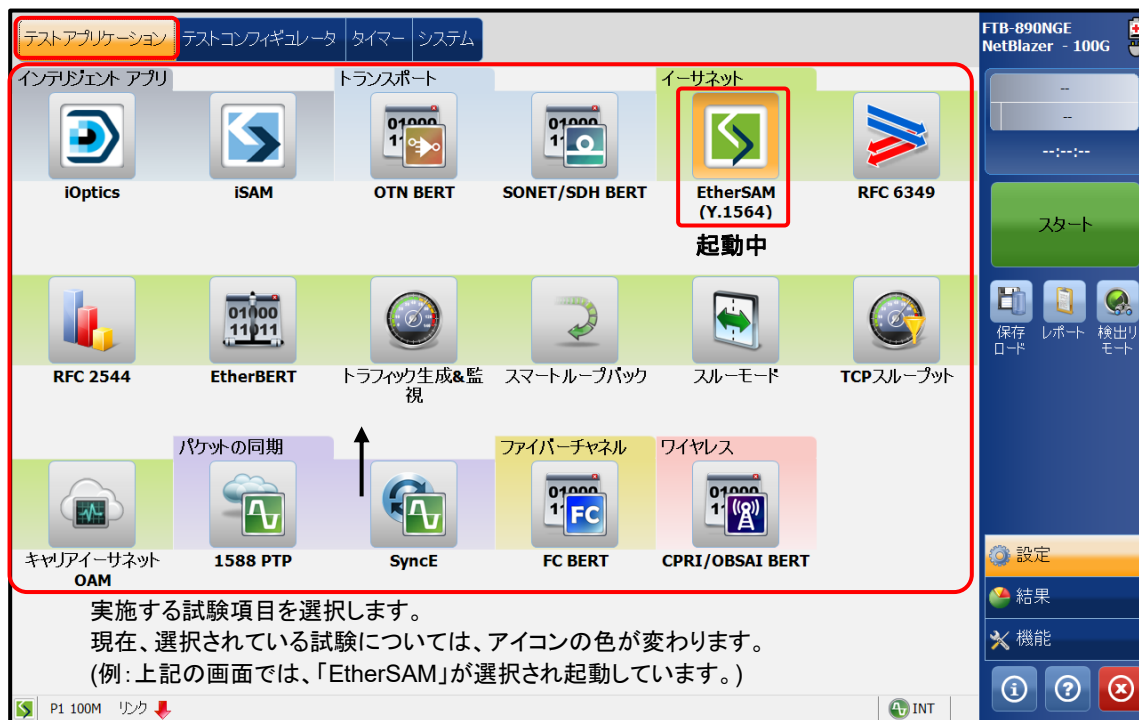 テストアプリケーション テストコンフィギュレータ タイマー システム
インテリジェント アプリ トランスポート イーサネット
iOptics iSAM OTN BERT SONET/SDH BERT EtherSAM (Y.1564) RFC 6349
起動中
RFC 2544 EtherBERT トラフィック生成&監視 スマートループバック スルーモード TCPスループット
パケットの同期 ファイバーチャネル ワイヤレス
キャリアイーサネット OAM 1588 PTP SyncE FC BERT CPRI/OBSAI BERT
実施する試験項目を選択します。
現在、選択されている試験については、アイコンの色が変わります。
(例：上記の画面では、「EtherSAM」が選択され起動しています。)
P1 100M リンク INT
FTB-890NGE
NetBlazer - 100G
--
--
--:--:--
スタート
保存 ロード レポート 検出リモート
設定
結果
機能